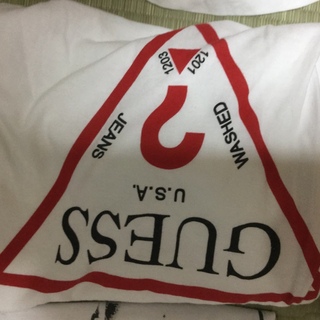 GUESS
U.S.A.
?
WASHED
JEANS
1201
1203